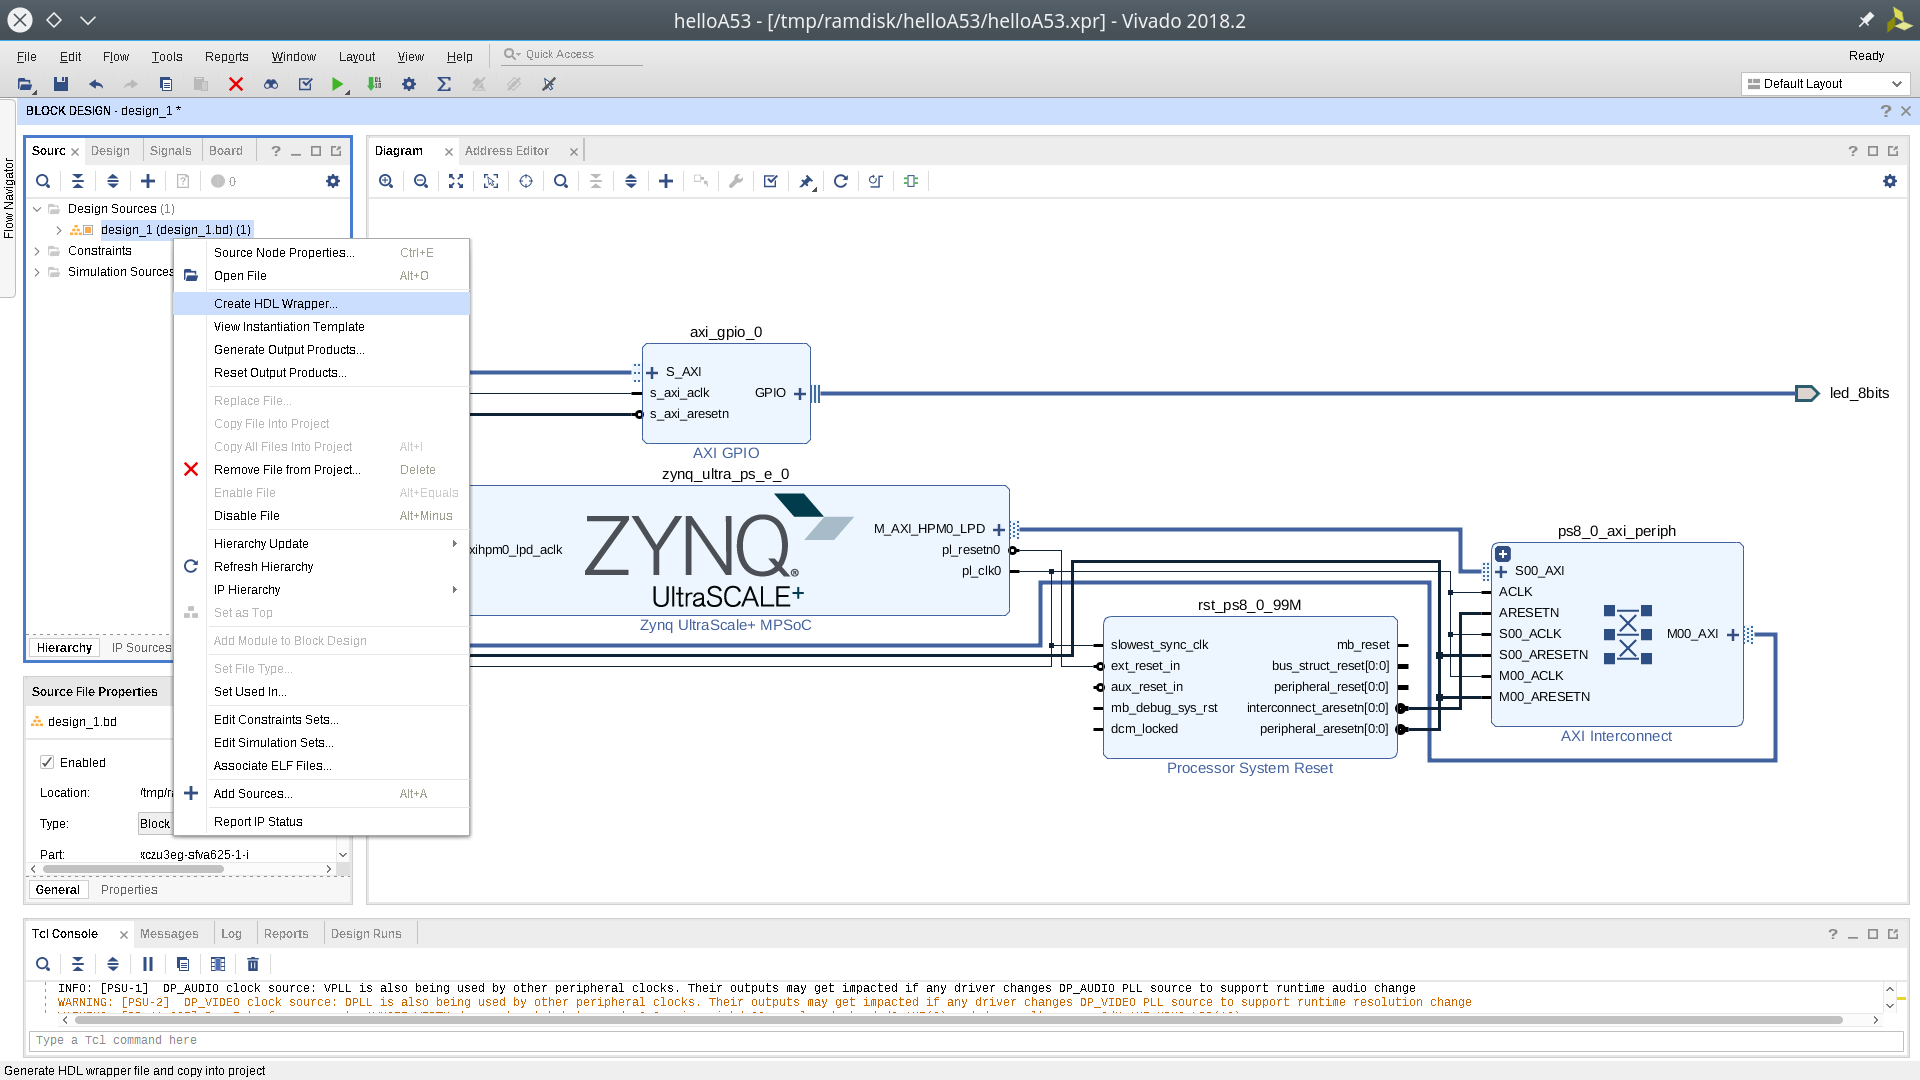 helloA53 - [/tmp/ramdisk/helloA53/helloA53.xpr] - Vivado 2018.2
File Edit Flow Tools Reports Window Layout View Help Quick Access
Ready
Default Layout
BLOCK DESIGN - design_1 *
Flow Navigator
Sourc Design Signals Board
0
Design Sources (1)
design_1 (design_1.bd) (1)
Constraints
Simulation Sources
Hierarchy IP Sources
Source File Properties
design_1.bd
Enabled
Location: /tmp/ra
Type: Block
Part: xczu3eg-sfva625-1-i
General Properties
Source Node Properties... Ctrl+E
Open File Alt+O
Create HDL Wrapper...
View Instantiation Template
Generate Output Products...
Reset Output Products...
Replace File...
Copy File Into Project
Copy All Files Into Project Alt+I
Remove File from Project... Delete
Enable File Alt+Equals
Disable File Alt+Minus
Hierarchy Update
Refresh Hierarchy
IP Hierarchy
Set as Top
Add Module to Block Design
Set File Type...
Set Used In...
Edit Constraints Sets...
Edit Simulation Sets...
Associate ELF Files...
Add Sources... Alt+A
Report IP Status
Diagram Address Editor
axi_gpio_0
S_AXI
s_axi_aclk
s_axi_aresetn
GPIO
AXI GPIO
led_8bits
zynq_ultra_ps_e_0
xihpm0_lpd_aclk
ZYNQ
UltraSCALE+
M_AXI_HPM0_LPD
pl_resetn0
pl_clk0
Zynq UltraScale+ MPSoC
rst_ps8_0_99M
slowest_sync_clk
ext_reset_in
aux_reset_in
mb_debug_sys_rst
dcm_locked
mb_reset
bus_struct_reset[0:0]
peripheral_reset[0:0]
interconnect_aresetn[0:0]
peripheral_aresetn[0:0]
Processor System Reset
ps8_0_axi_periph
S00_AXI
ACLK
ARESETN
S00_ACLK
S00_ARESETN
M00_ACLK
M00_ARESETN
M00_AXI
AXI Interconnect
Tcl Console Messages Log Reports Design Runs
INFO: [PSU-1] DP_AUDIO clock source: VPLL is also being used by other peripheral clocks. Their outputs may get impacted if any driver changes DP_AUDIO PLL source to support runtime audio change
WARNING: [PSU-2] DP_VIDEO clock source: DPLL is also being used by other peripheral clocks. Their outputs may get impacted if any driver changes DP_VIDEO PLL source to support runtime resolution change
Type a Tcl command here
Generate HDL wrapper file and copy into project